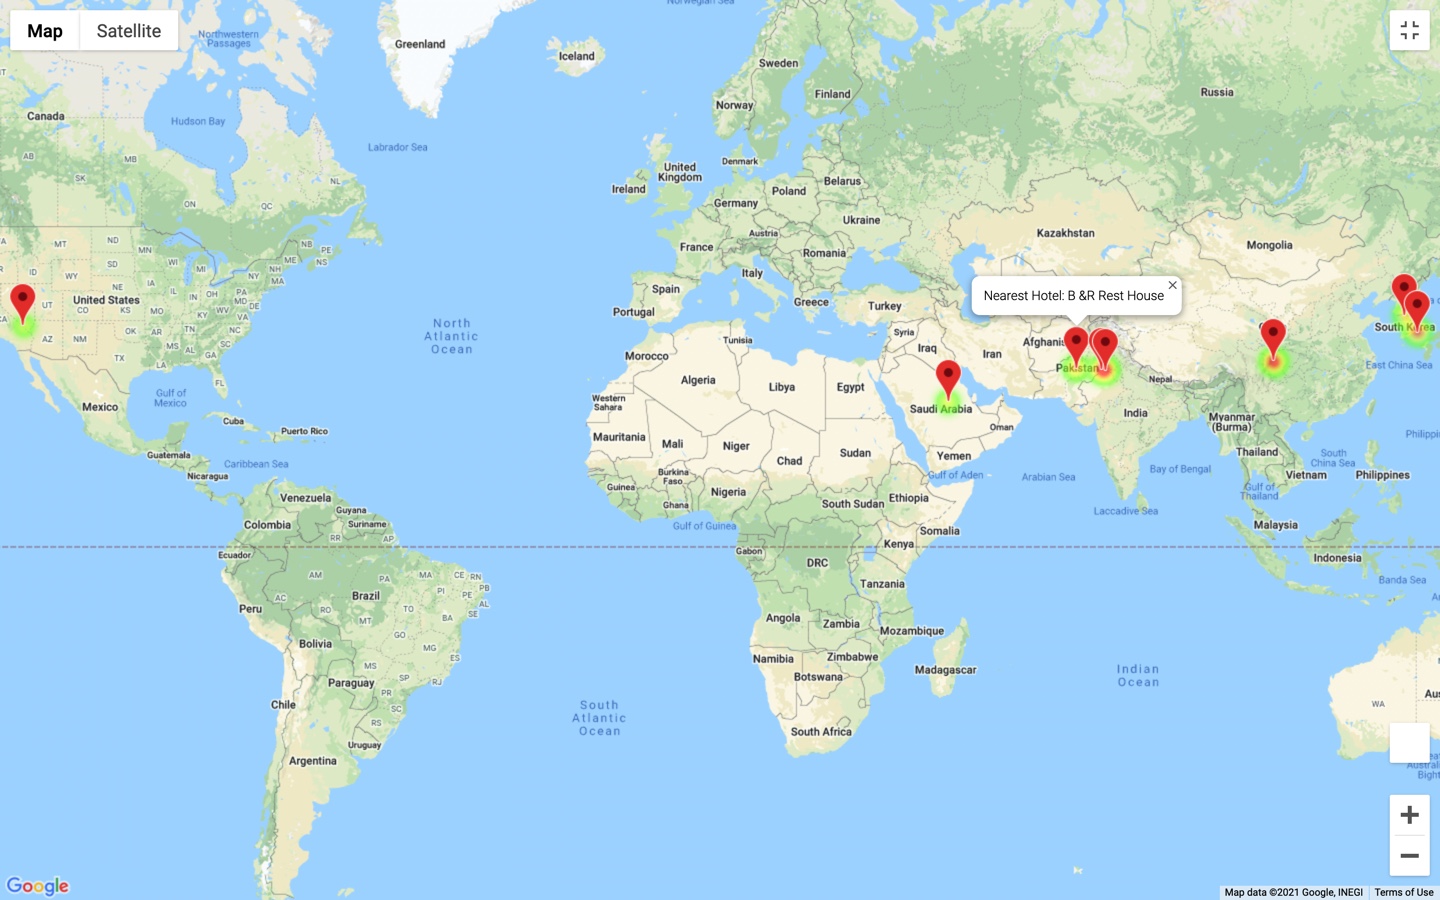 Map
Satellite
Norwegian Sea
Northwestern
Passages
Greenland
Iceland
Sweden
Finland
Norway
Russia
Canada
Hudson Bay
Labrador Sea
AB
MB
SK
NL
ON
QC
United
Kingdom
Ireland
Denmark
Belarus
Poland
Germany
Ukraine
Austria
France
Romania
Italy
Spain
Portugal
Greece
Turkey
Kazakhstan
Mongolia
NB
PE
NS
MT
ND
MN
SD
WI
MI
ME
NH
NY
MA
ID
WY
IA
NE
IL
IN
OH
PA
MD
DE
United States
UT
CO
KS
MO
KY
WV
VA
OK
AR
TN
NC
AZ
NM
MS
AL
SC
GA
TX
LA
FL
North
Atlantic
Ocean
Nearest Hotel: B &R Rest House
Syria
Iraq
Iran
Afghanis
Pakistan
South Korea
East China Sea
Tunisia
Morocco
Algeria
Libya
Egypt
Western
Sahara
Saudi Arabia
Nepal
India
Oman
Myanmar
(Burma)
Gulf of
Mexico
Mexico
Cuba
Puerto Rico
Guatemala
Caribbean Sea
Nicaragua
Mauritania
Mali
Niger
Chad
Sudan
Yemen
Gulf of Aden
Arabian Sea
Bay of Bengal
Thailand
South
China Sea
Vietnam
Philippines
Gulf of
Thailand
Laccadive Sea
Burkina
Faso
Guinea
Ghana
Nigeria
South Sudan
Ethiopia
Somalia
Gulf of Guinea
Venezuela
Guyana
Suriname
Colombia
RR
AP
Ecuador
Gabon
DRC
Kenya
Tanzania
Malaysia
Indonesia
Banda Sea
AM
PA
MA
CE
RN
PB
PI
PE
AL
SE
AC
RO
TO
BA
MT
GO
MG
ES
MS
SP
RJ
PR
SC
RS
Peru
Brazil
Bolivia
Paraguay
Chile
Uruguay
Argentina
Angola
Zambia
Mozambique
Namibia
Zimbabwe
Botswana
Madagascar
South Africa
Indian
Ocean
South
Atlantic
Ocean
WA
Google
Map data ©2021 Google, INEGI
Terms of Use